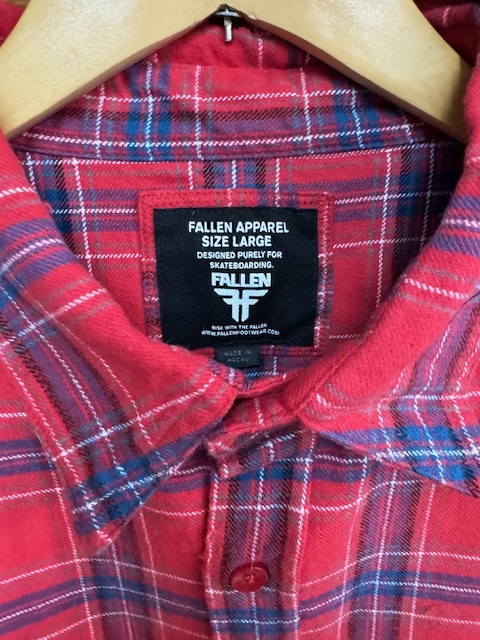 FALLEN APPAREL
SIZE LARGE
DESIGNED PURELY FOR
SKATEBOARDING.
FALLEN
RISE WITH THE FALLEN
WWW.FALLENFOOTWEAR.COM
MADE IN
MACAU